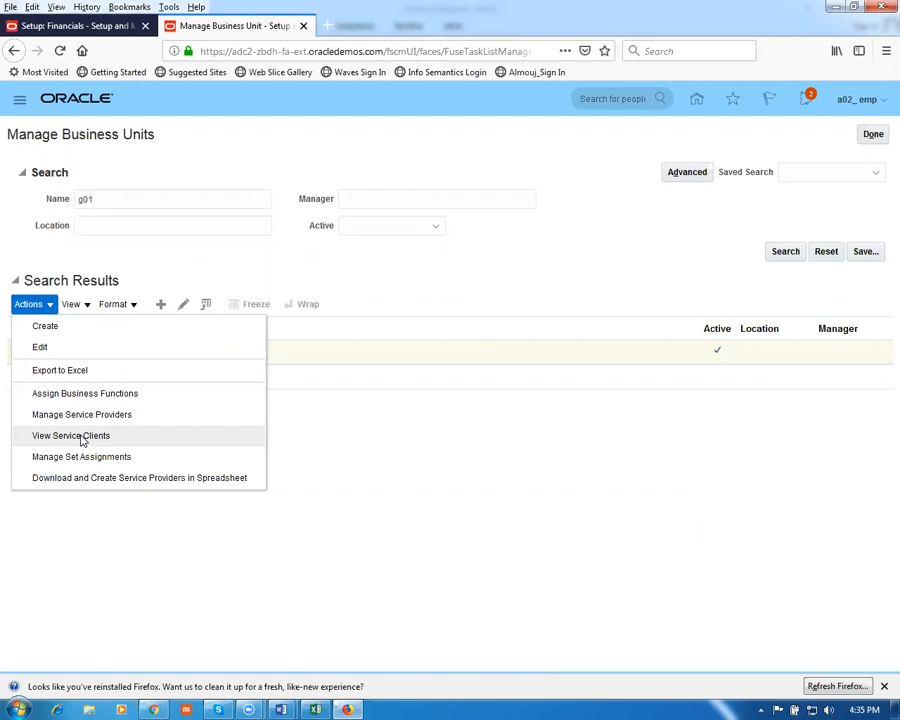 File Edit View History Bookmarks Tools Help
Setup: Financials - Setup and M
Manage Business Unit - Setup
https://adc2-zbdh-fa-ext.oracledemos.com/fscmUI/faces/FuseTaskListManag
Search
Most Visited Getting Started Suggested Sites Web Slice Gallery Waves Sign In Info Semantics Login Almouj_Sign In
ORACLE
Search for people
2
a02_ emp
Manage Business Units
Done
Search
Advanced Saved Search
Name g01 Manager
Location Active
Search Reset Save...
Search Results
Actions View Format Freeze Wrap
Active Location Manager
Create
Edit
Export to Excel
Assign Business Functions
Manage Service Providers
View Service Clients
Manage Set Assignments
Download and Create Service Providers in Spreadsheet
Looks like you've reinstalled Firefox. Want us to clean it up for a fresh, like-new experience?
Refresh Firefox...
4:35 PM